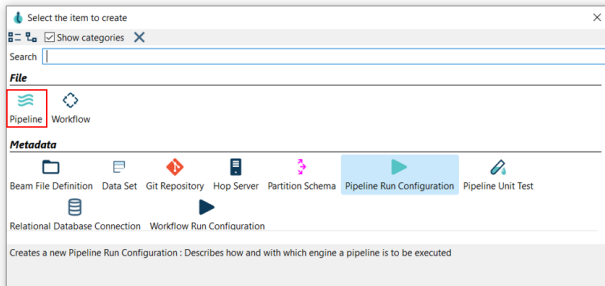 Select the item to create
Show categories
Search
File
Pipeline Workflow
Metadata
Beam File Definition Data Set Git Repository Hop Server Partition Schema Pipeline Run Configuration Pipeline Unit Test
Relational Database Connection Workflow Run Configuration
Creates a new Pipeline Run Configuration : Describes how and with which engine a pipeline is to be executed